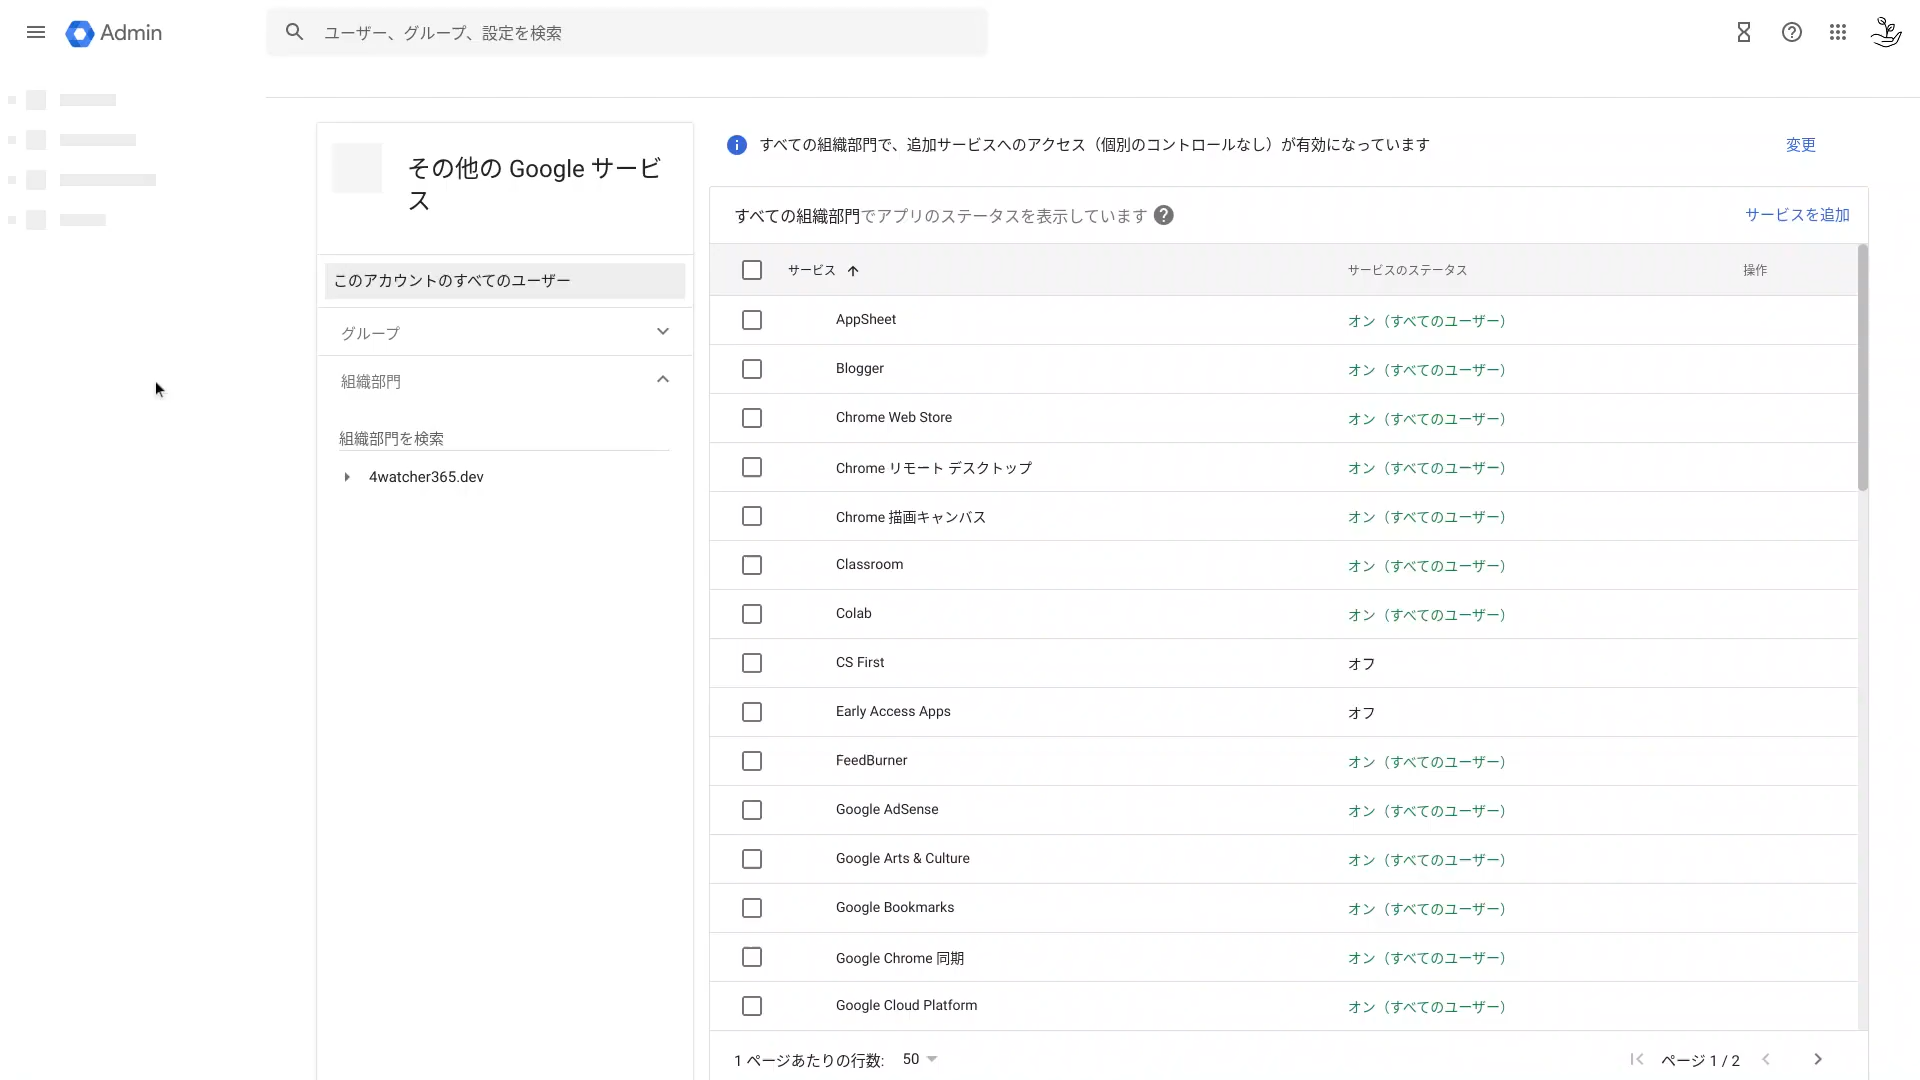 Admin
ユーザー、グループ、設定を検索
その他の Google サービ
ス
このアカウントのすべてのユーザー
グループ
組織部門
組織部門を検索
4watcher365.dev
すべての組織部門で、追加サービスへのアクセス（個別のコントロールなし）が有効になっています
変更
すべての組織部門でアプリのステータスを表示しています
サービスを追加
サービス サービスのステータス 操作
AppSheet オン（すべてのユーザー）
Blogger オン（すべてのユーザー）
Chrome Web Store オン（すべてのユーザー）
Chrome リモート デスクトップ オン（すべてのユーザー）
Chrome 描画キャンバス オン（すべてのユーザー）
Classroom オン（すべてのユーザー）
Colab オン（すべてのユーザー）
CS First オフ
Early Access Apps オフ
FeedBurner オン（すべてのユーザー）
Google AdSense オン（すべてのユーザー）
Google Arts & Culture オン（すべてのユーザー）
Google Bookmarks オン（すべてのユーザー）
Google Chrome 同期 オン（すべてのユーザー）
Google Cloud Platform オン（すべてのユーザー）
1 ページあたりの行数: 50 ページ 1 / 2